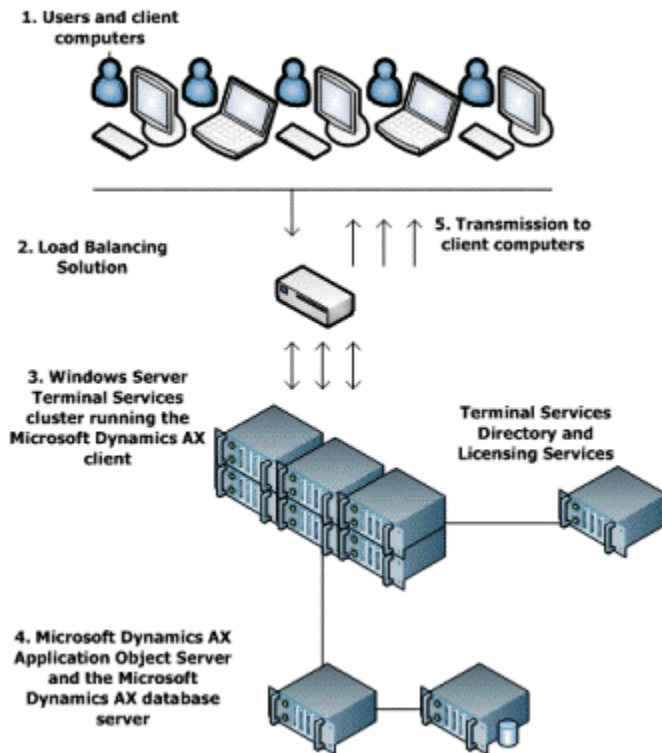 1. Users and client
computers
2. Load Balancing
Solution
5. Transmission to
client computers
3. Windows Server
Terminal Services
cluster running the
Microsoft Dynamics AX
client
Terminal Services
Directory and
Licensing Services
4. Microsoft Dynamics AX
Application Object Server
and the Microsoft
Dynamics AX database
server